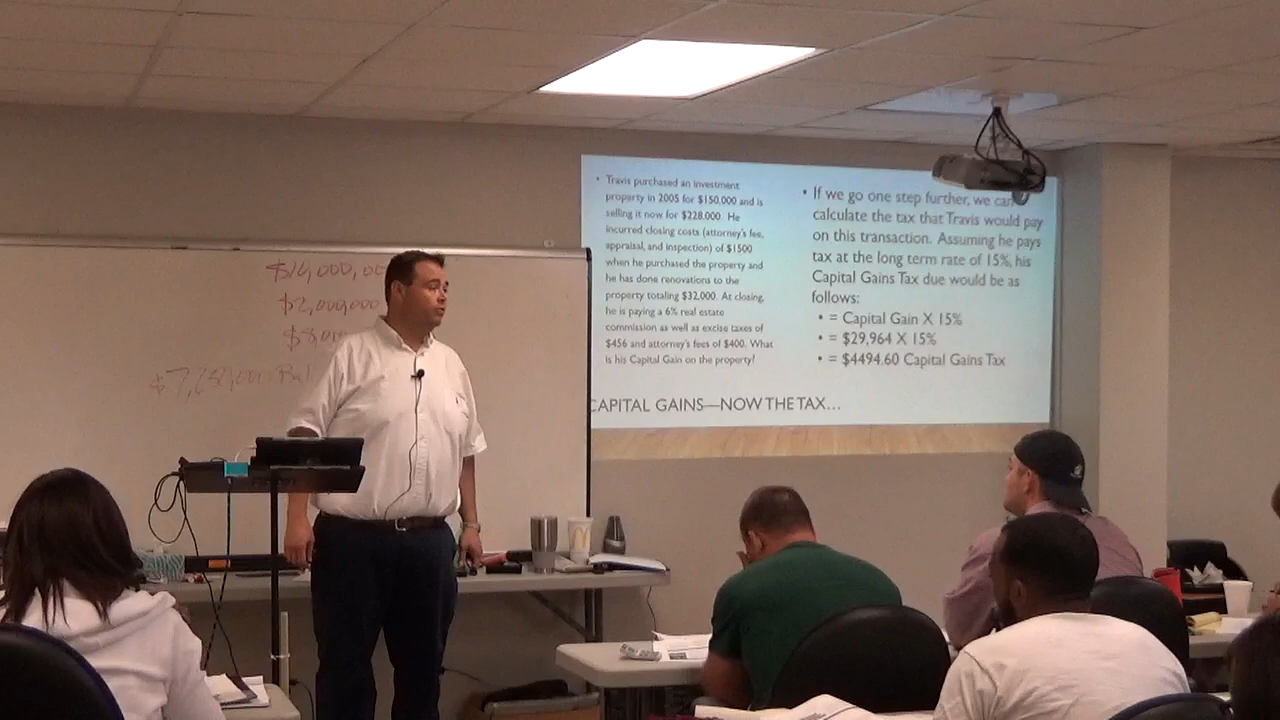 $16,000,00
$2,000,000
$8,0
• Travis purchased an investment
property in 2005 for $150,000 and is
selling it now for $228,000. He
incurred closing costs (attorney's fee,
appraisal, and inspection) of $1500
when he purchased the property and
he has done renovations to the
property totaling $32,000. At closing,
he is paying a 6% real estate
commission as well as excise taxes of
$456 and attorney's fees of $400. What
is his Capital Gain on the property?
• If we go one step further, we can
calculate the tax that Travis would pay
on this transaction. Assuming he pays
tax at the long term rate of 15%, his
Capital Gains Tax due would be as
follows:
• = Capital Gain X 15%
• = $29,964 X 15%
• = $4494.60 Capital Gains Tax
CAPITAL GAINS—NOW THE TAX…